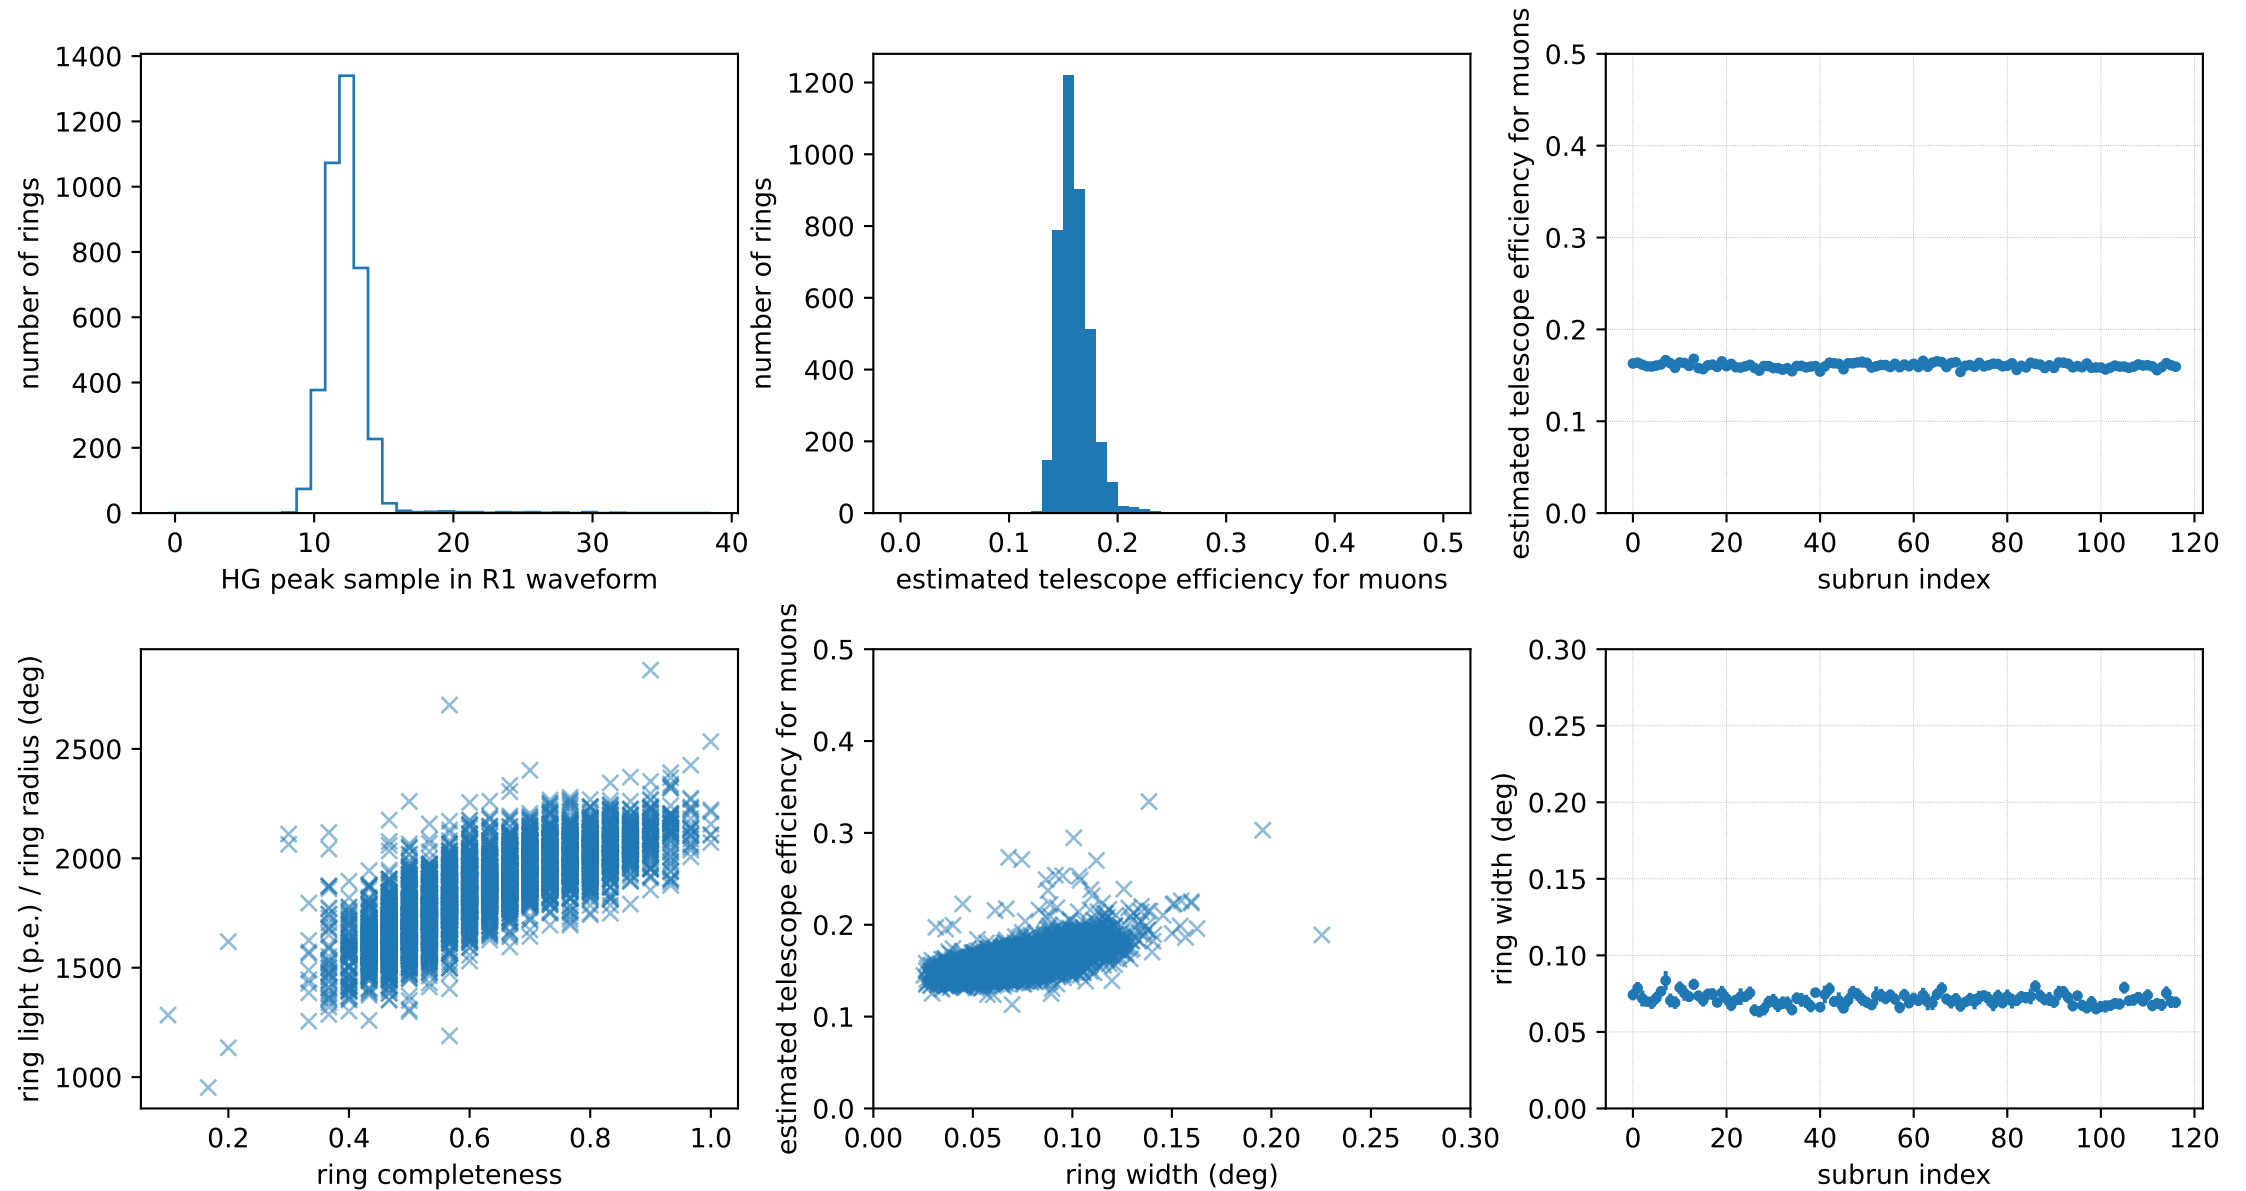 1400
1200
1000
800
600
400
200
0
number of rings
0 10 20 30 40
HG peak sample in R1 waveform
1200
1000
800
600
400
200
0
number of rings
0.0 0.1 0.2 0.3 0.4 0.5
estimated telescope efficiency for muons
0.5
0.4
0.3
0.2
0.1
0.0
estimated telescope efficiency for muons
0 20 40 60 80 100 120
subrun index
2500
2000
1500
1000
ring light (p.e.) / ring radius (deg)
0.2 0.4 0.6 0.8 1.0
ring completeness
0.5
0.4
0.3
0.2
0.1
0.0
estimated telescope efficiency for muons
0.00 0.05 0.10 0.15 0.20 0.25 0.30
ring width (deg)
0.30
0.25
0.20
0.15
0.10
0.05
0.00
ring width (deg)
0 20 40 60 80 100 120
subrun index